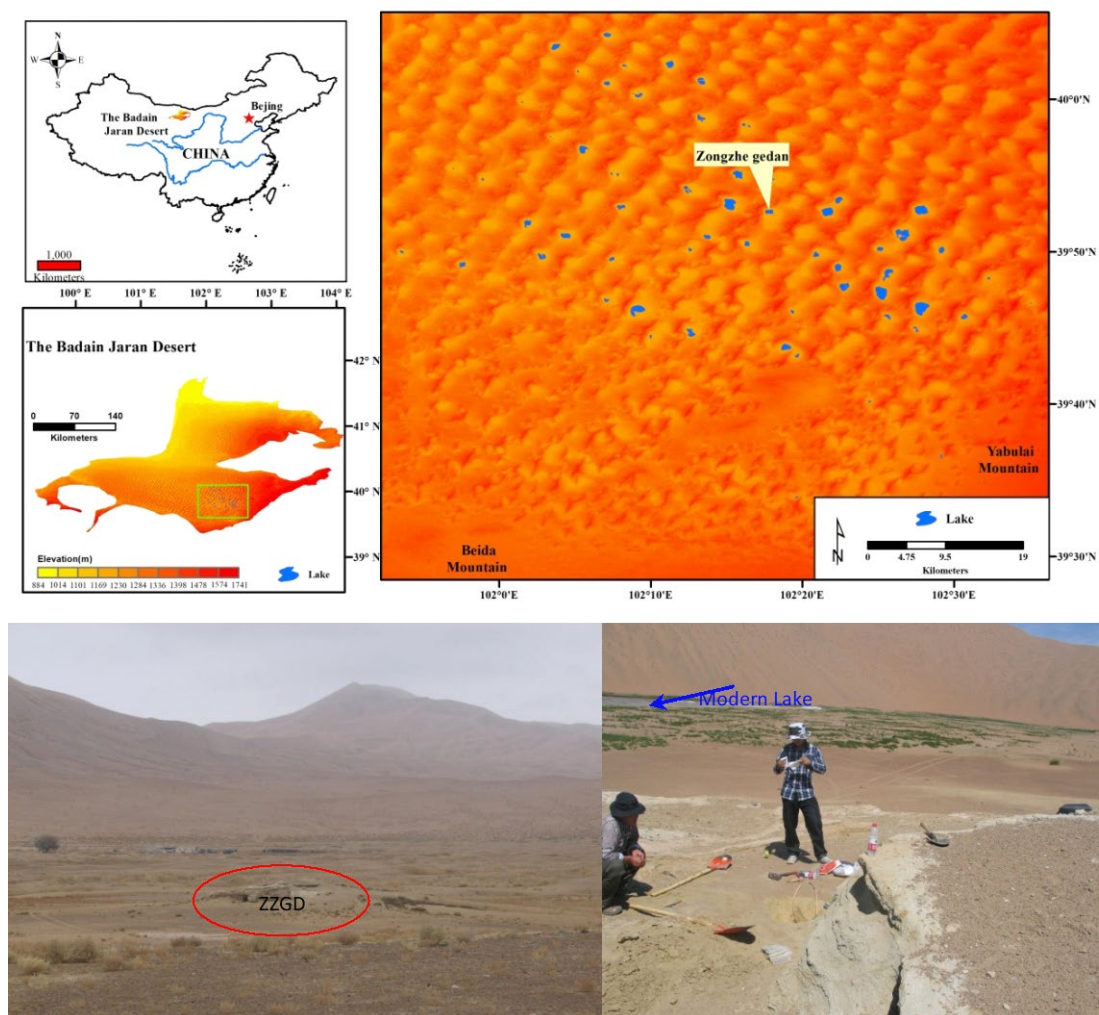 N
W
E
S
Bejing
The Badain
Jaran Desert
CHINA
1,000
Kilometers
100° E
101° E
102° E
103° E
104° E
The Badain Jaran Desert
42° N
41° N
40° N
39° N
0
70
140
Kilometers
Elevation(m)
884 1014 1101 1169 1230 1284 1336 1398 1478 1574 1741
Lake
Zongzhe gedan
40°0'N
39°50'N
39°40'N
39°30'N
Yabulai
Mountain
Beida
Mountain
N
Lake
0
4.75
9.5
19
Kilometers
102°0'E
102°10'E
102°20'E
102°30'E
ZZGD
Modern Lake